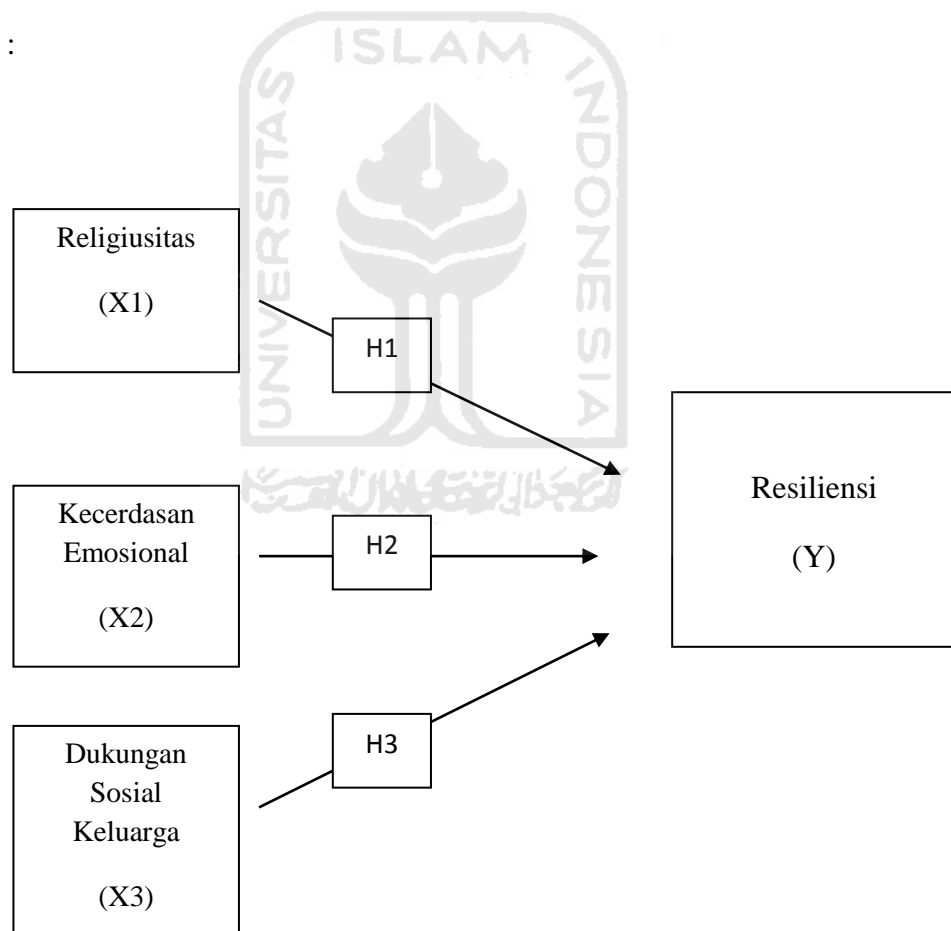 :
ISLAM
UNIVERSITAS
INDONESIA
Religiusitas
(X1)
H1
Kecerdasan
Emosional
(X2)
H2
Resiliensi
(Y)
Dukungan
Sosial
Keluarga
(X3)
H3